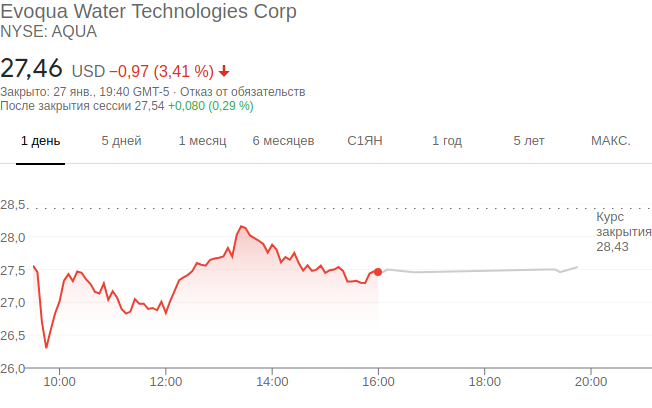 Evoqua Water Technologies Corp
NYSE: AQUA
27,46 USD −0,97 (3,41 %)
Закрыто: 27 янв., 19:40 GMT-5 · Отказ от обязательств
После закрытия сессии 27,54 +0,080 (0,29 %)
1 день 5 дней 1 месяц 6 месяцев С1ЯН 1 год 5 лет МАКС.
28,5
Курс
закрытия
28,43
28,0
27,5
27,0
26,5
26,0
10:00 12:00 14:00 16:00 18:00 20:00